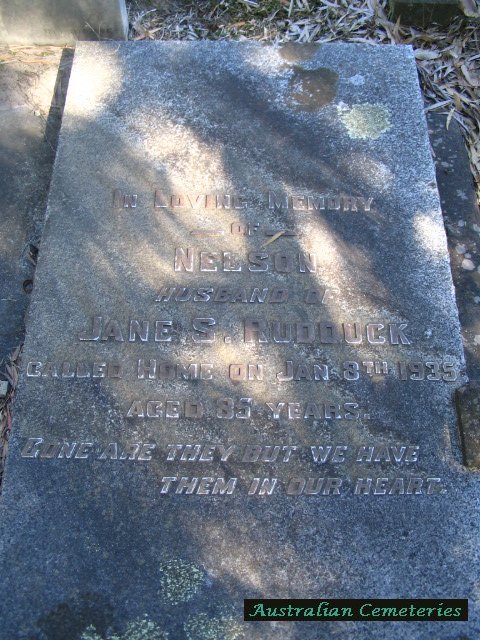 In Loving Memory
of
Nelson
husband of
Jane S. Rudduck
called Home on Jan. 8th 1935
aged 85 years.
Gone are they but we have
them in our heart.
Australian Cemeteries